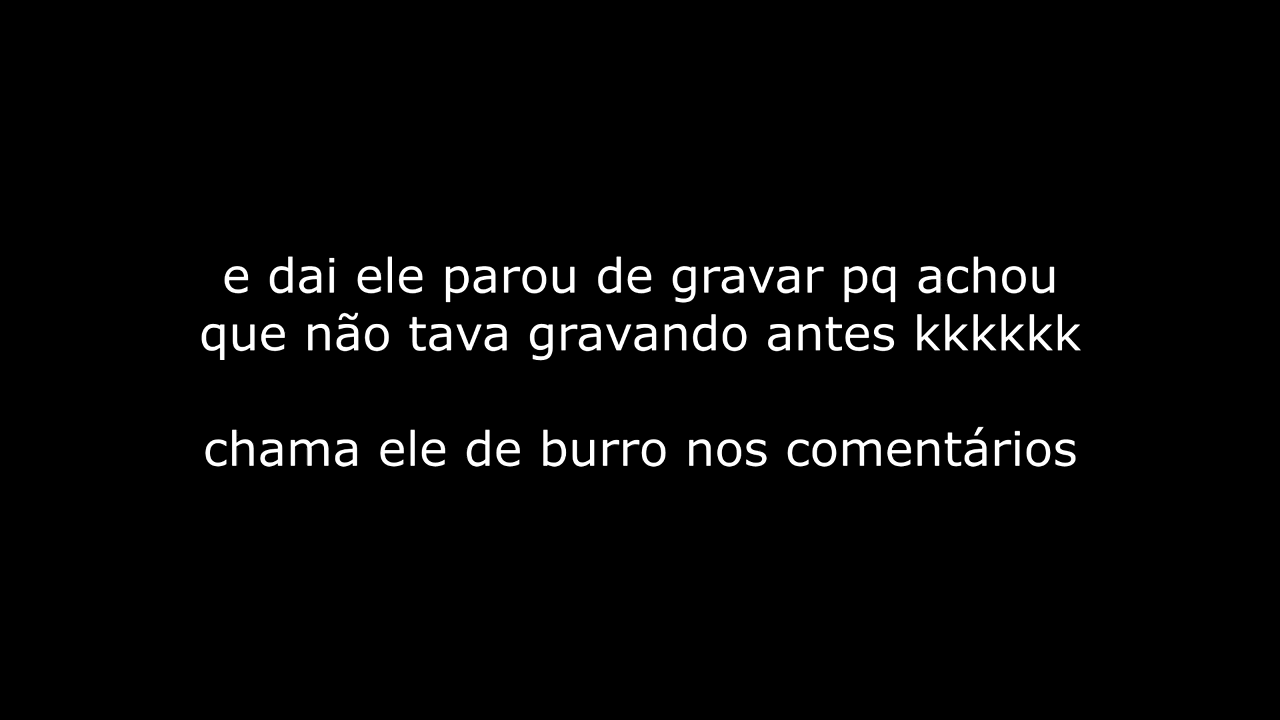 e dai ele parou de gravar pq achou
que não tava gravando antes kkkkkk
chama ele de burro nos comentários